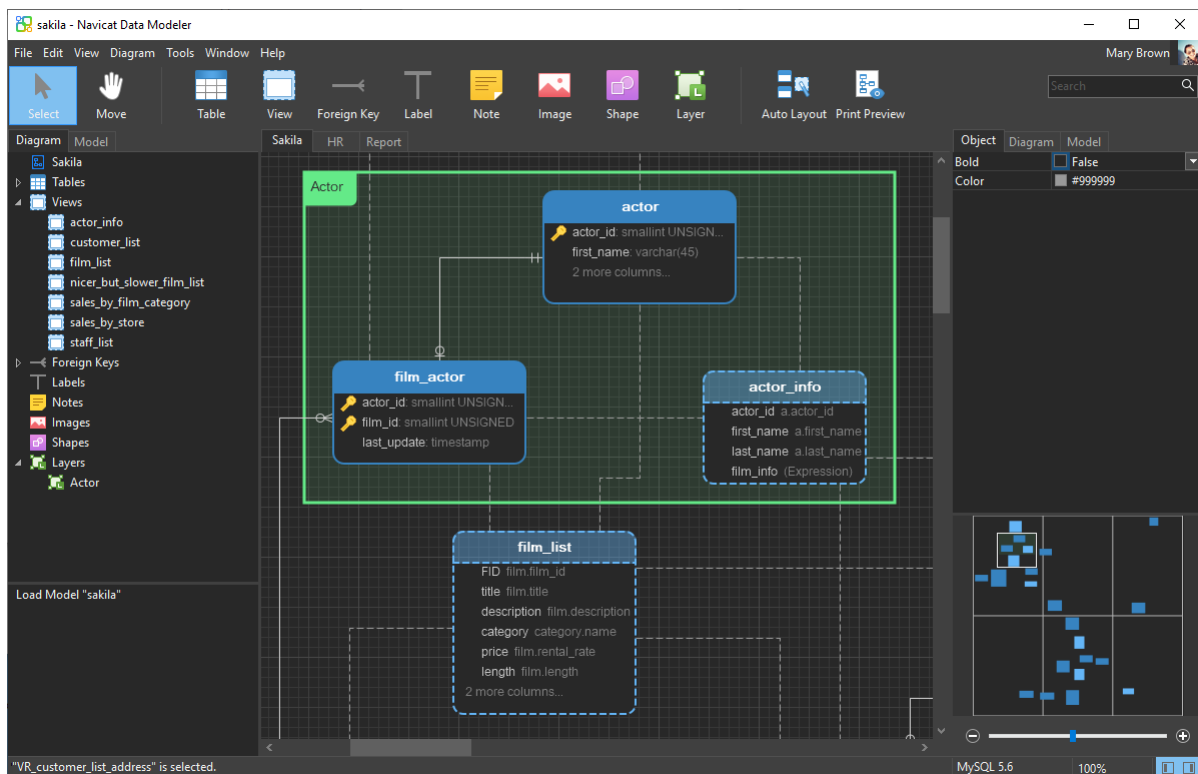 sakila - Navicat Data Modeler
File Edit View Diagram Tools Window Help
Mary Brown
Select Move Table View Foreign Key Label Note Image Shape Layer Auto Layout Print Preview
Search
Diagram Model
Sakila HR Report
Object Diagram Model
Sakila
Tables
Views
actor_info
customer_list
film_list
nicer_but_slower_film_list
sales_by_film_category
sales_by_store
staff_list
Foreign Keys
Labels
Notes
Images
Shapes
Layers
Actor
Load Model "sakila"
Actor
actor
actor_id: smallint UNSIGN...
first_name: varchar(45)
2 more columns...
film_actor
actor_id: smallint UNSIGN...
film_id: smallint UNSIGNED
last_update: timestamp
actor_info
actor_id a.actor_id
first_name a.first_name
last_name a.last_name
film_info (Expression)
film_list
FID film.film_id
title film.title
description film.description
category category.name
price film.rental_rate
length film.length
2 more columns...
Bold False
Color #999999
"VR_customer_list_address" is selected.
MySQL 5.6
100%